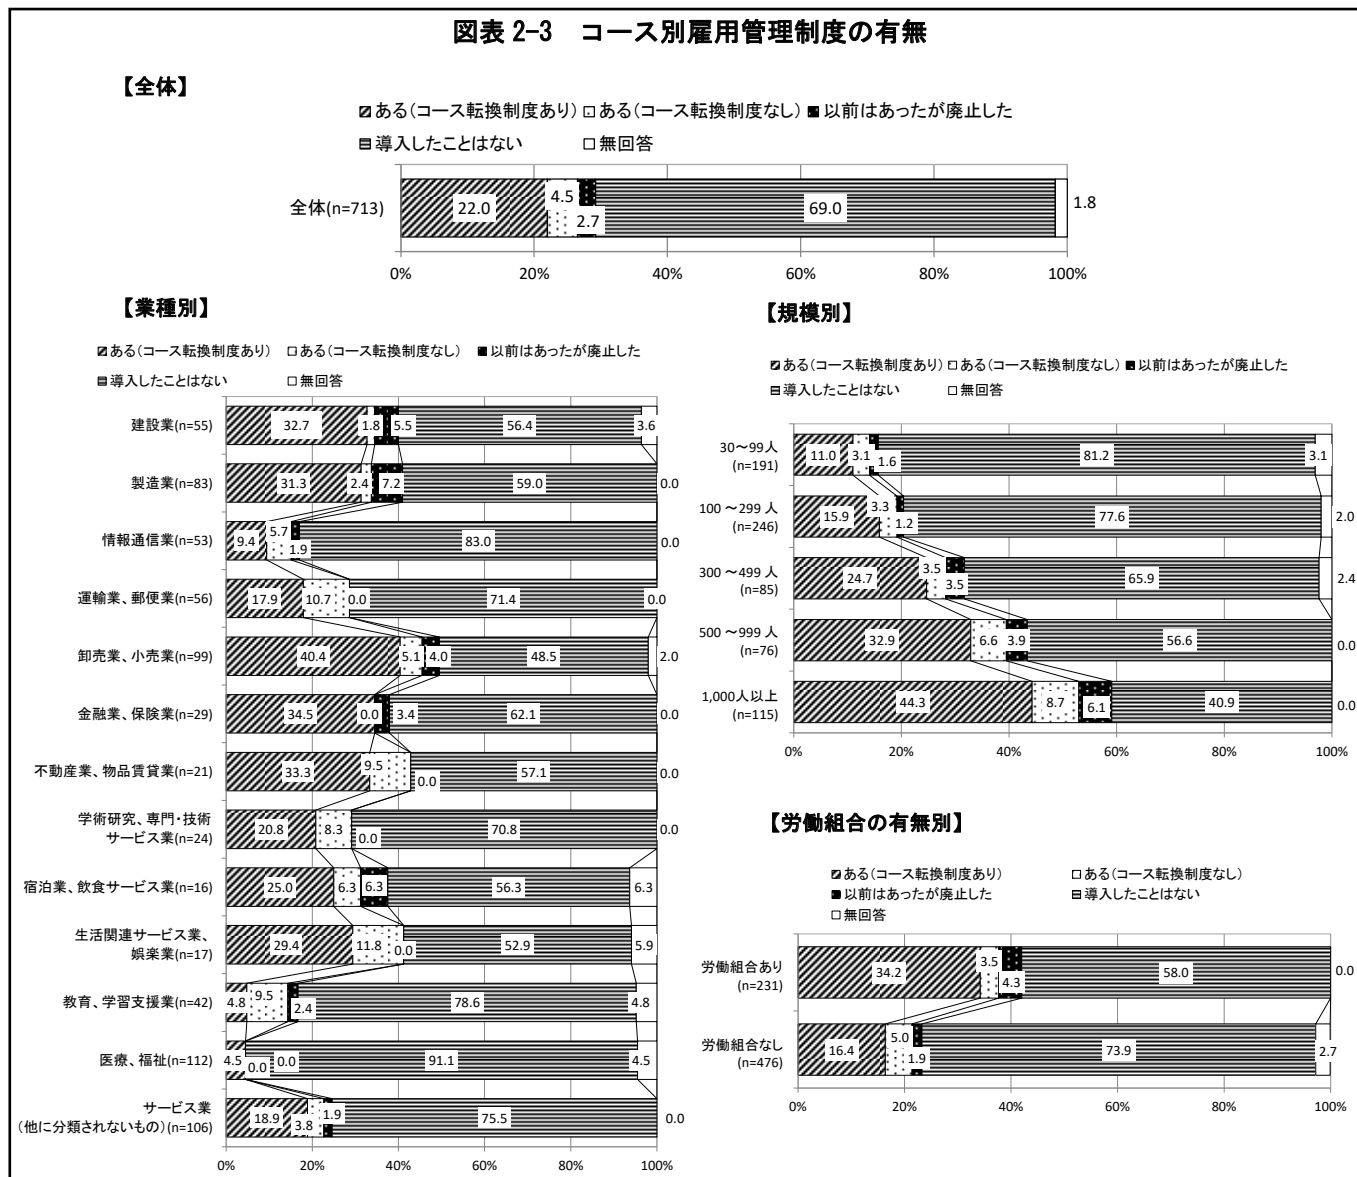 図表 2-3　コース別雇用管理制度の有無
【全体】
ある(コース転換制度あり) ある(コース転換制度なし) 以前はあったが廃止した
導入したことはない 無回答
全体(n=713) 22.0 4.5 2.7 69.0 1.8
0% 20% 40% 60% 80% 100%
【業種別】
ある(コース転換制度あり) ある(コース転換制度なし) 以前はあったが廃止した
導入したことはない 無回答
建設業(n=55) 32.7 1.8 5.5 56.4 3.6
製造業(n=83) 31.3 2.4 7.2 59.0 0.0
情報通信業(n=53) 9.4 5.7 1.9 83.0 0.0
運輸業、郵便業(n=56) 17.9 10.7 0.0 71.4 0.0
卸売業、小売業(n=99) 40.4 5.1 4.0 48.5 2.0
金融業、保険業(n=29) 34.5 0.0 3.4 62.1 0.0
不動産業、物品賃貸業(n=21) 33.3 9.5 0.0 57.1 0.0
学術研究、専門・技術
サービス業(n=24) 20.8 8.3 0.0 70.8 0.0
宿泊業、飲食サービス業(n=16) 25.0 6.3 6.3 56.3 6.3
生活関連サービス業、
娯楽業(n=17) 29.4 11.8 0.0 52.9 5.9
教育、学習支援業(n=42) 4.8 9.5 2.4 78.6 4.8
医療、福祉(n=112) 4.5 0.0 0.0 91.1 4.5
サービス業
(他に分類されないもの)(n=106) 18.9 3.8 1.9 75.5 0.0
0% 20% 40% 60% 80% 100%
【規模別】
ある(コース転換制度あり) ある(コース転換制度なし) 以前はあったが廃止した
導入したことはない 無回答
30～99人
(n=191) 11.0 3.1 1.6 81.2 3.1
100～299人
(n=246) 15.9 3.3 1.2 77.6 2.0
300～499人
(n=85) 24.7 3.5 3.5 65.9 2.4
500～999人
(n=76) 32.9 6.6 3.9 56.6 0.0
1,000人以上
(n=115) 44.3 8.7 6.1 40.9 0.0
0% 20% 40% 60% 80% 100%
【労働組合の有無別】
ある(コース転換制度あり) ある(コース転換制度なし)
以前はあったが廃止した 導入したことはない
無回答
労働組合あり
(n=231) 34.2 3.5 4.3 58.0 0.0
労働組合なし
(n=476) 16.4 5.0 1.9 73.9 2.7
0% 20% 40% 60% 80% 100%